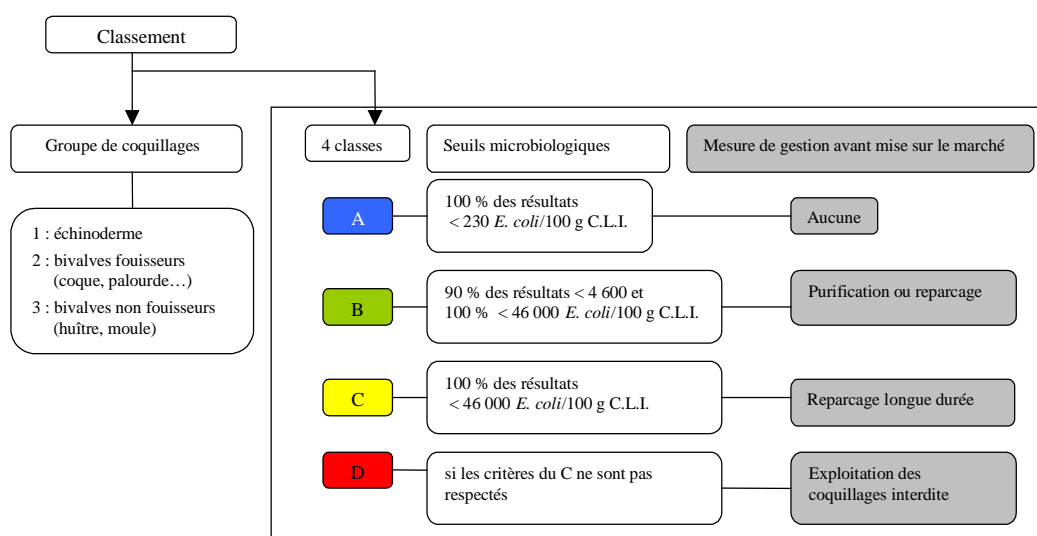 Classement
Groupe de coquillages
1 : échinoderme
2 : bivalves fouisseurs
(coque, palourde…)
3 : bivalves non fouisseurs
(huître, moule)
4 classes
Seuils microbiologiques
Mesure de gestion avant mise sur le marché
A
100 % des résultats
< 230 E. coli/100 g C.L.I.
Aucune
B
90 % des résultats < 4 600 et
100 % < 46 000 E. coli/100 g C.L.I.
Purification ou reparcage
C
100 % des résultats
< 46 000 E. coli/100 g C.L.I.
Reparcage longue durée
D
si les critères du C ne sont pas
respectés
Exploitation des
coquillages interdite